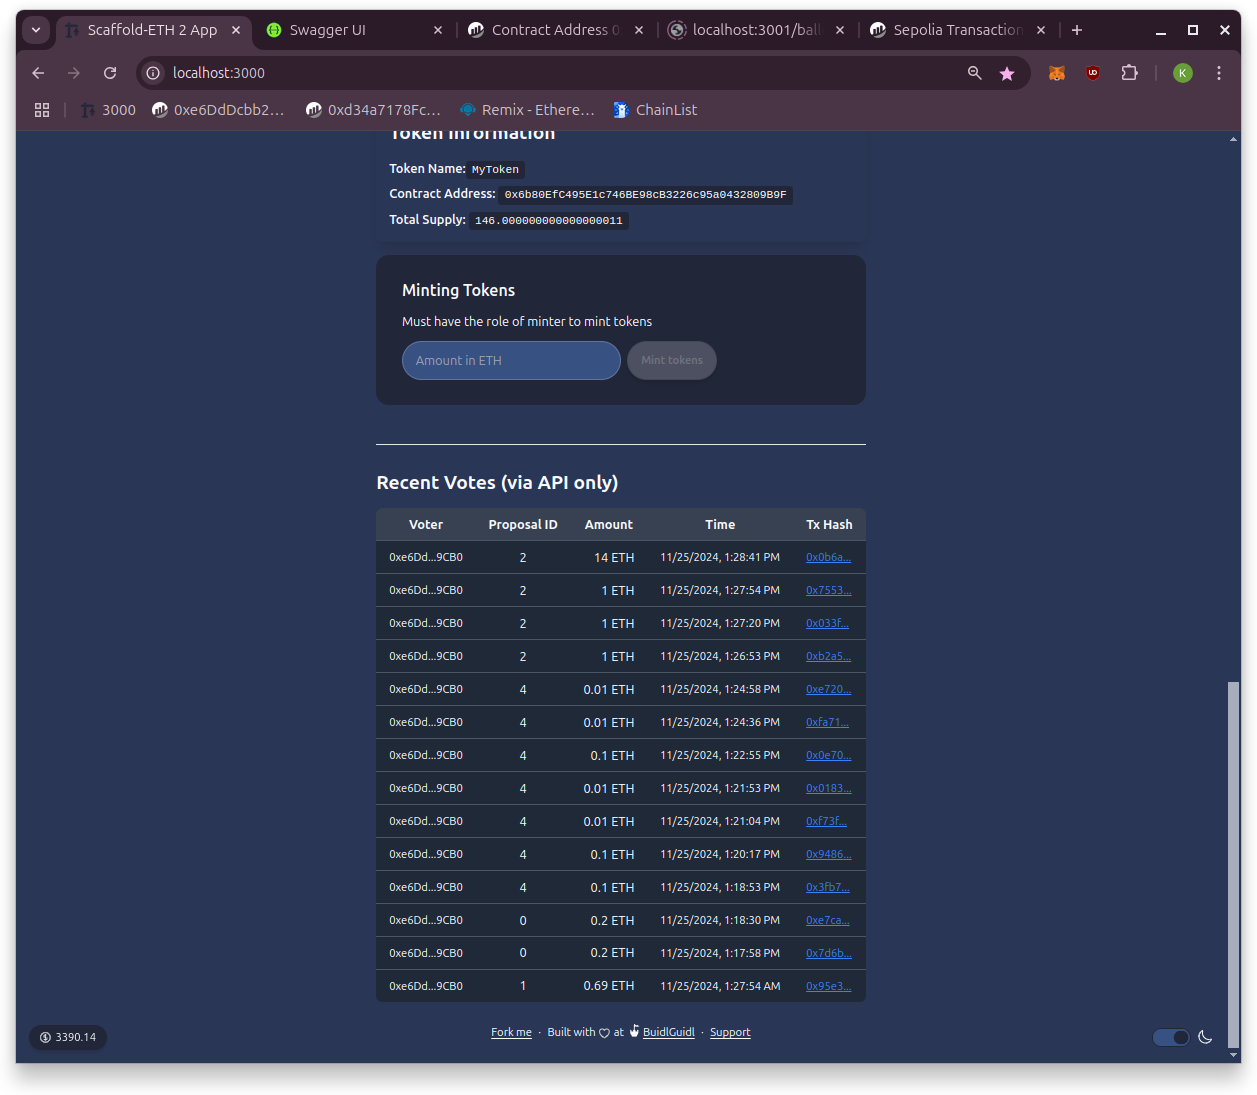 Scaffold-ETH 2 App
Swagger UI
Contract Address 0
localhost:3001/ball
Sepolia Transaction
localhost:3000
K
3000
0xe6DdDcbb2...
0xd34a7178Fc...
Remix - Ethere...
ChainList
Token Information
Token Name: MyToken
Contract Address: 0x6b80EfC495E1c746BE98cB3226c95a0432809B9F
Total Supply: 146.000000000000000011
Minting Tokens
Must have the role of minter to mint tokens
Amount in ETH
Mint tokens
Recent Votes (via API only)
Voter Proposal ID Amount Time Tx Hash
0xe6Dd...9CB0 2 14 ETH 11/25/2024, 1:28:41 PM 0x0b6a...
0xe6Dd...9CB0 2 1 ETH 11/25/2024, 1:27:54 PM 0x7553...
0xe6Dd...9CB0 2 1 ETH 11/25/2024, 1:27:20 PM 0x033f...
0xe6Dd...9CB0 2 1 ETH 11/25/2024, 1:26:53 PM 0xb2a5...
0xe6Dd...9CB0 4 0.01 ETH 11/25/2024, 1:24:58 PM 0xe720...
0xe6Dd...9CB0 4 0.01 ETH 11/25/2024, 1:24:36 PM 0xfa71...
0xe6Dd...9CB0 4 0.1 ETH 11/25/2024, 1:22:55 PM 0x0e70...
0xe6Dd...9CB0 4 0.01 ETH 11/25/2024, 1:21:53 PM 0x0183...
0xe6Dd...9CB0 4 0.01 ETH 11/25/2024, 1:21:04 PM 0xf73f...
0xe6Dd...9CB0 4 0.1 ETH 11/25/2024, 1:20:17 PM 0x9486...
0xe6Dd...9CB0 4 0.1 ETH 11/25/2024, 1:18:53 PM 0x3fb7...
0xe6Dd...9CB0 0 0.2 ETH 11/25/2024, 1:18:30 PM 0xe7ca...
0xe6Dd...9CB0 0 0.2 ETH 11/25/2024, 1:17:58 PM 0x7d6b...
0xe6Dd...9CB0 1 0.69 ETH 11/25/2024, 1:27:54 AM 0x95e3...
Fork me · Built with ♡ at BuidlGuidl · Support
3390.14